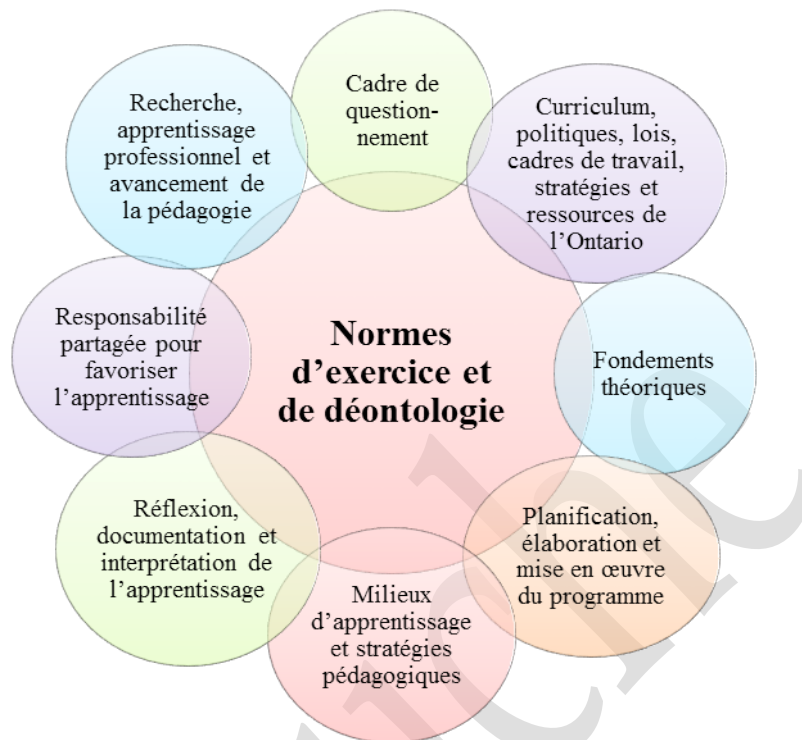 Cadre de
question-
nement
Curriculum,
politiques, lois,
cadres de travail,
stratégies et
ressources de
l’Ontario
Fondements
théoriques
Planification,
élaboration et
mise en œuvre
du programme
Milieux
d’apprentissage
et stratégies
pédagogiques
Réflexion,
documentation et
interprétation de
l’apprentissage
Responsabilité
partagée pour
favoriser
l’apprentissage
Recherche,
apprentissage
professionnel et
avancement de
la pédagogie
Normes
d’exercice et
de déontologie